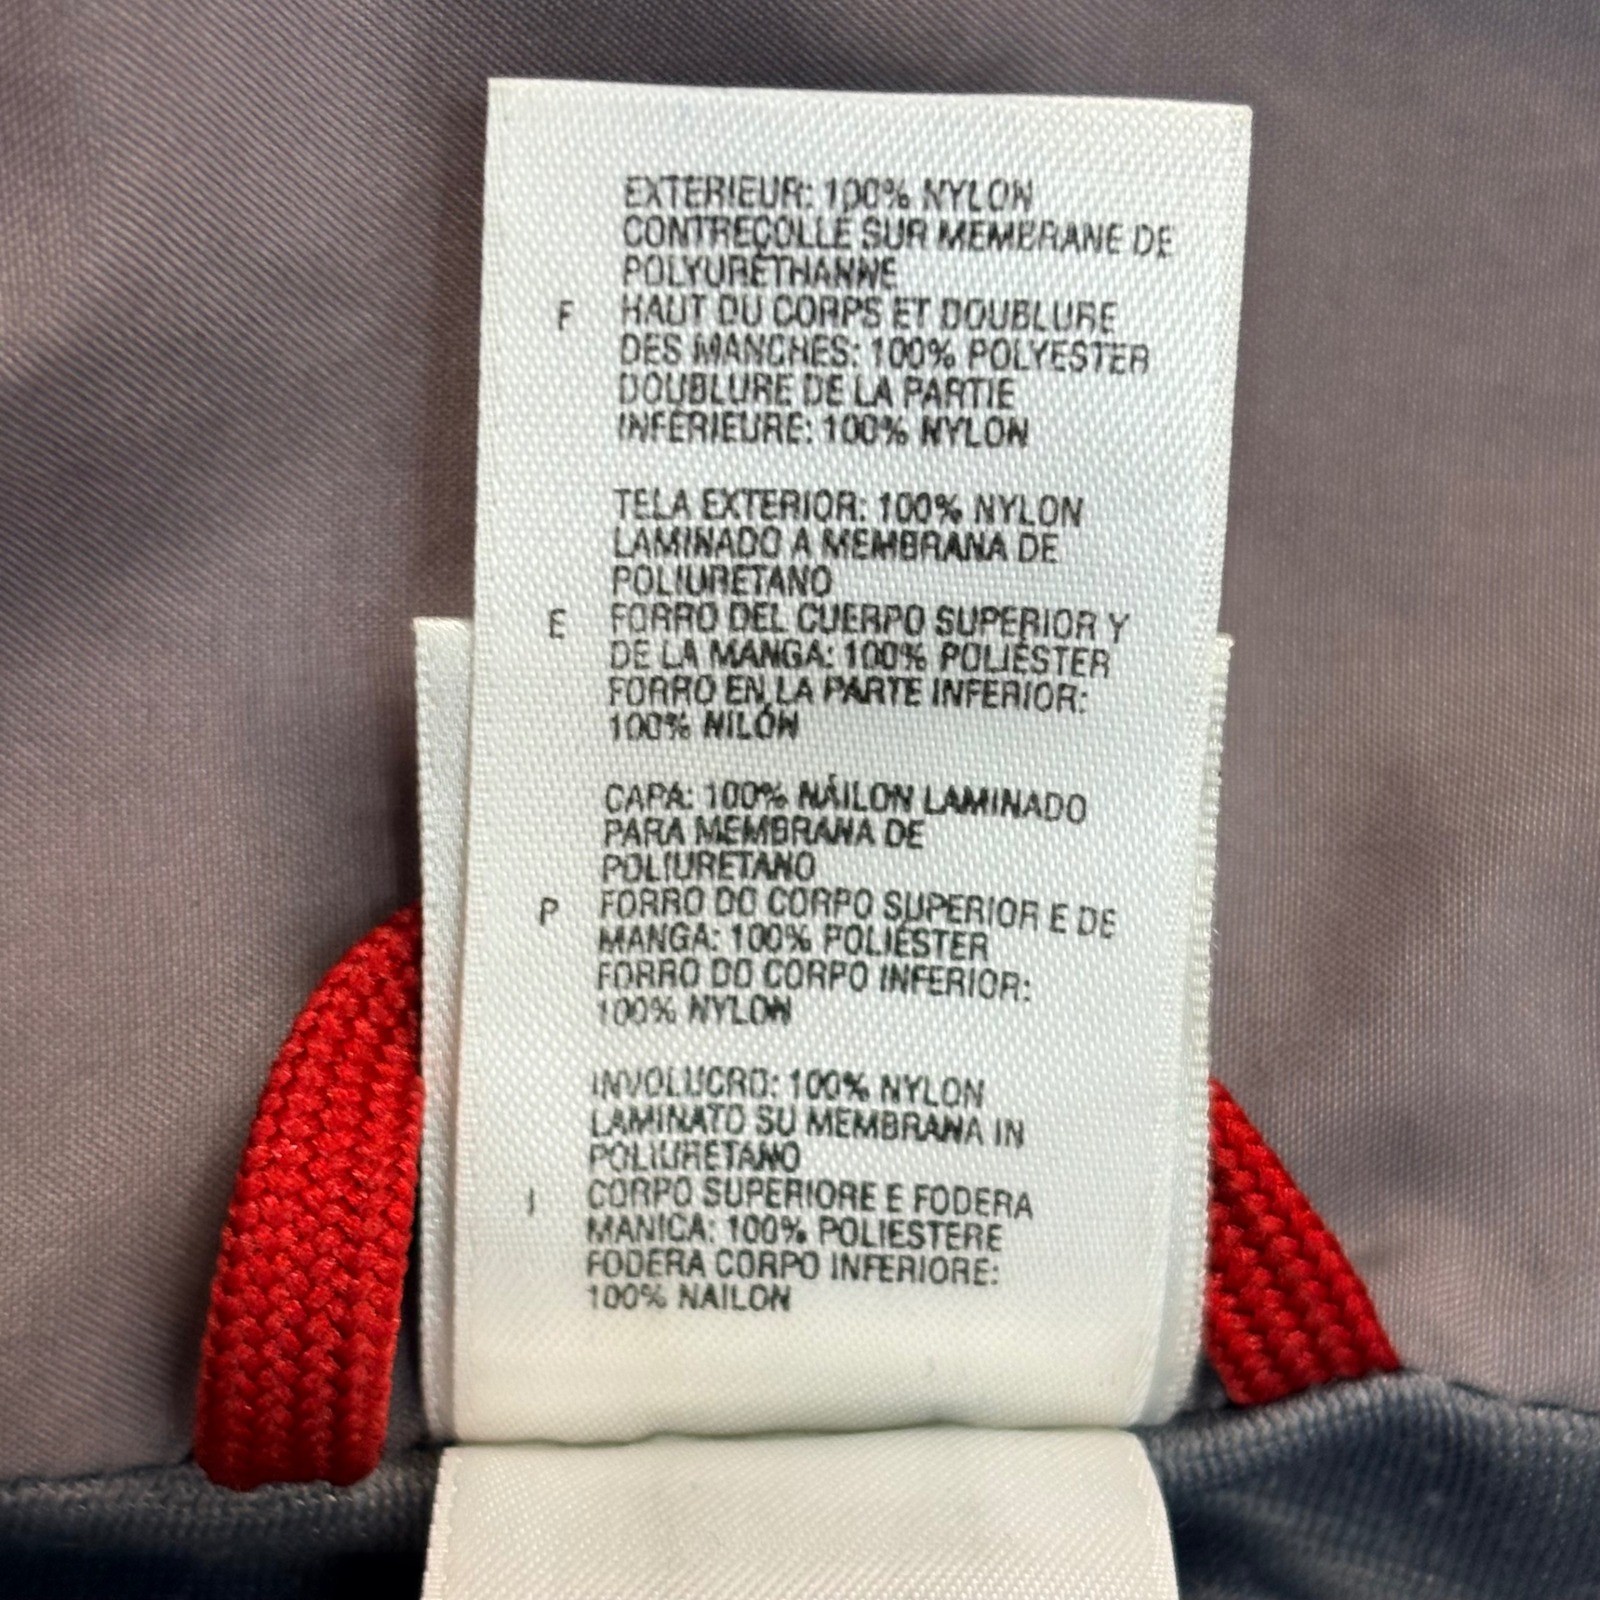 EXTERIEUR: 100% NYLON
CONTREÇOLLÉ SUR MEMBRANE DE
POLYURÉTHANNE
F HAUT DU CORPS ET DOUBLURE
DES MANCHES: 100% POLYESTER
DOUBLURE DE LA PARTIE
INFÉRIEURE: 100% NYLON
TELA EXTERIOR: 100% NYLON
LAMINADO A MEMBRANA DE
POLIURETANO
E FORRO DEL CUERPO SUPERIOR Y
DE LA MANGA: 100% POLIÉSTER
FORRO EN LA PARTE INFERIOR:
100% NILÓN
CAPA: 100% NÁILON LAMINADO
PARA MEMBRANA DE
POLIURETANO
P FORRO DO CORPO SUPERIOR E DE
MANGA: 100% POLIÉSTER
FORRO DO CORPO INFERIOR:
100% NYLON
INVOLUCRO: 100% NYLON
LAMINATO SU MEMBRANA IN
POLIURETANO
I CORPO SUPERIORE E FODERA
MANICA: 100% POLIESTERE
FODERA CORPO INFERIORE:
100% NAILON